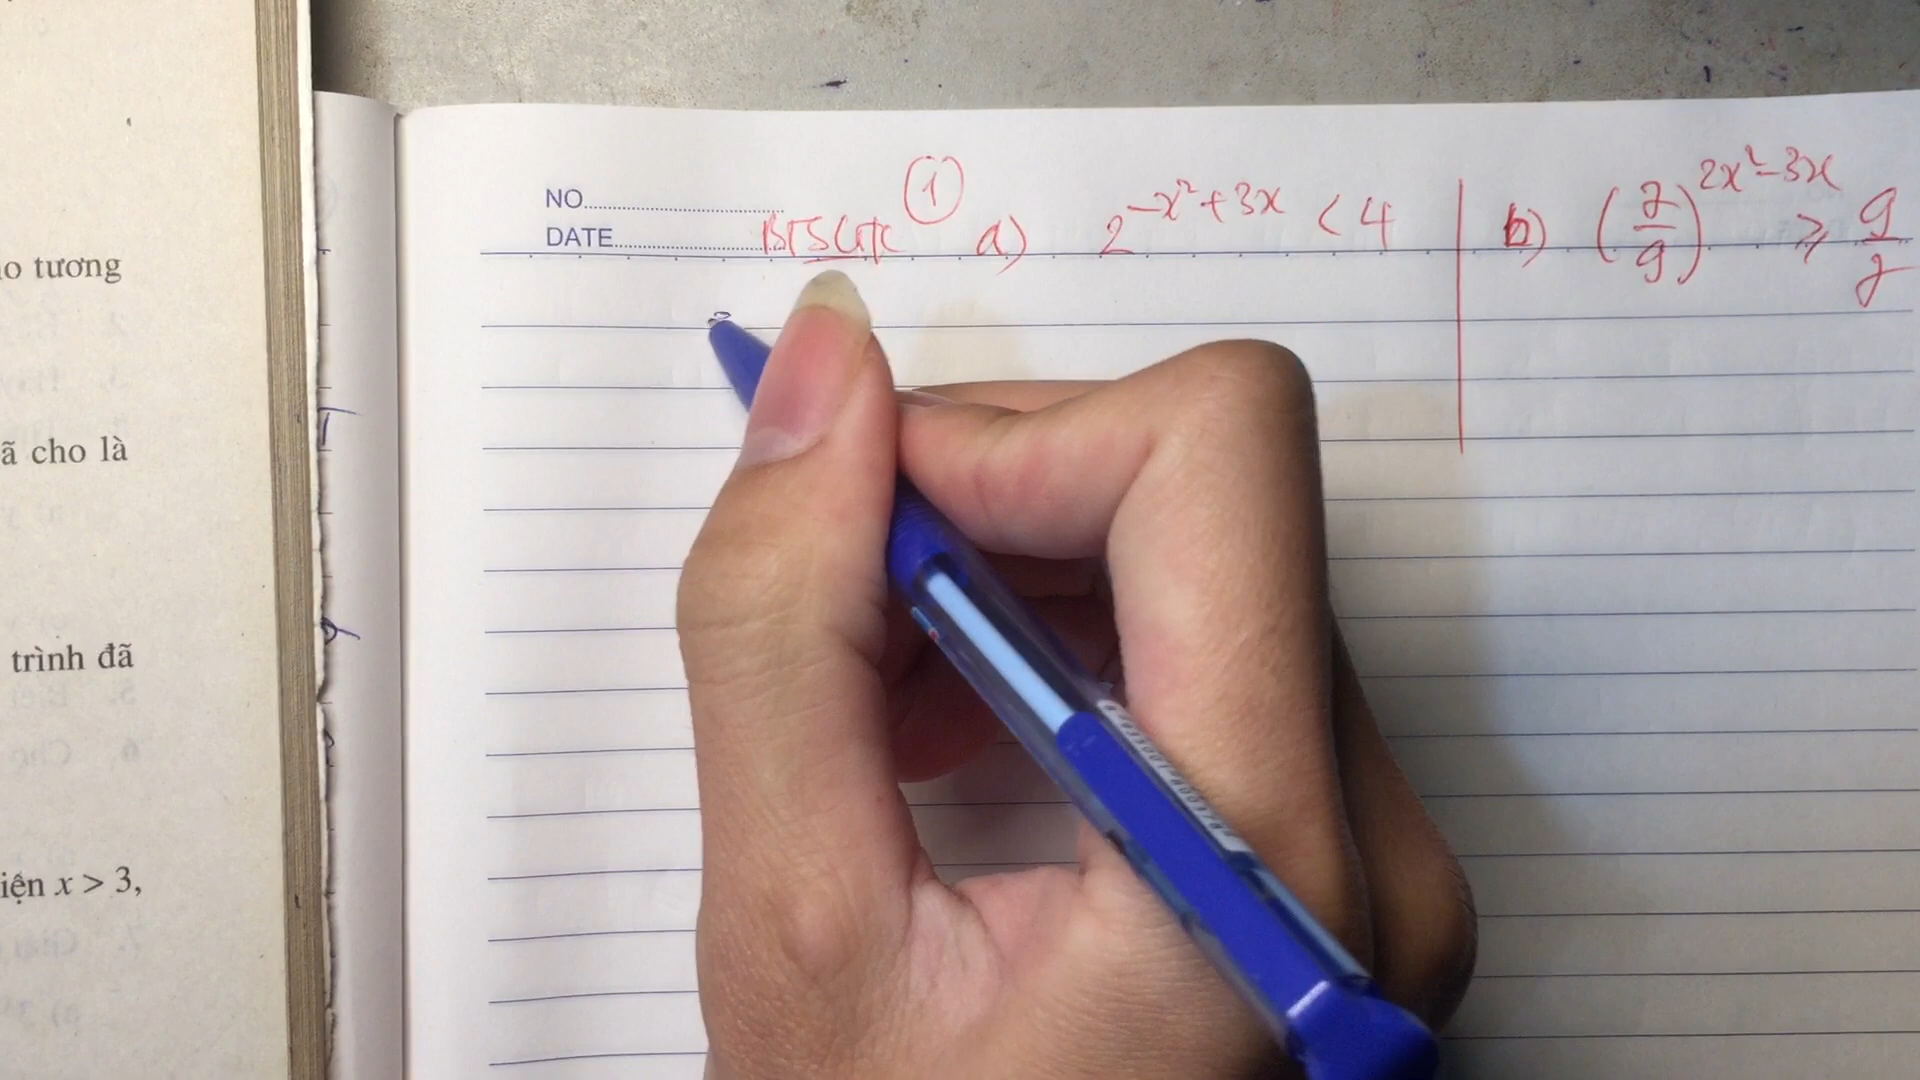 NO.
DATE. BTSGK ① a) 2^{-x²+3x} < 4 | b) (7/9)^{2x²-3x} ≥ 9/7
o tương
ã cho là
trình đã
iện x > 3,